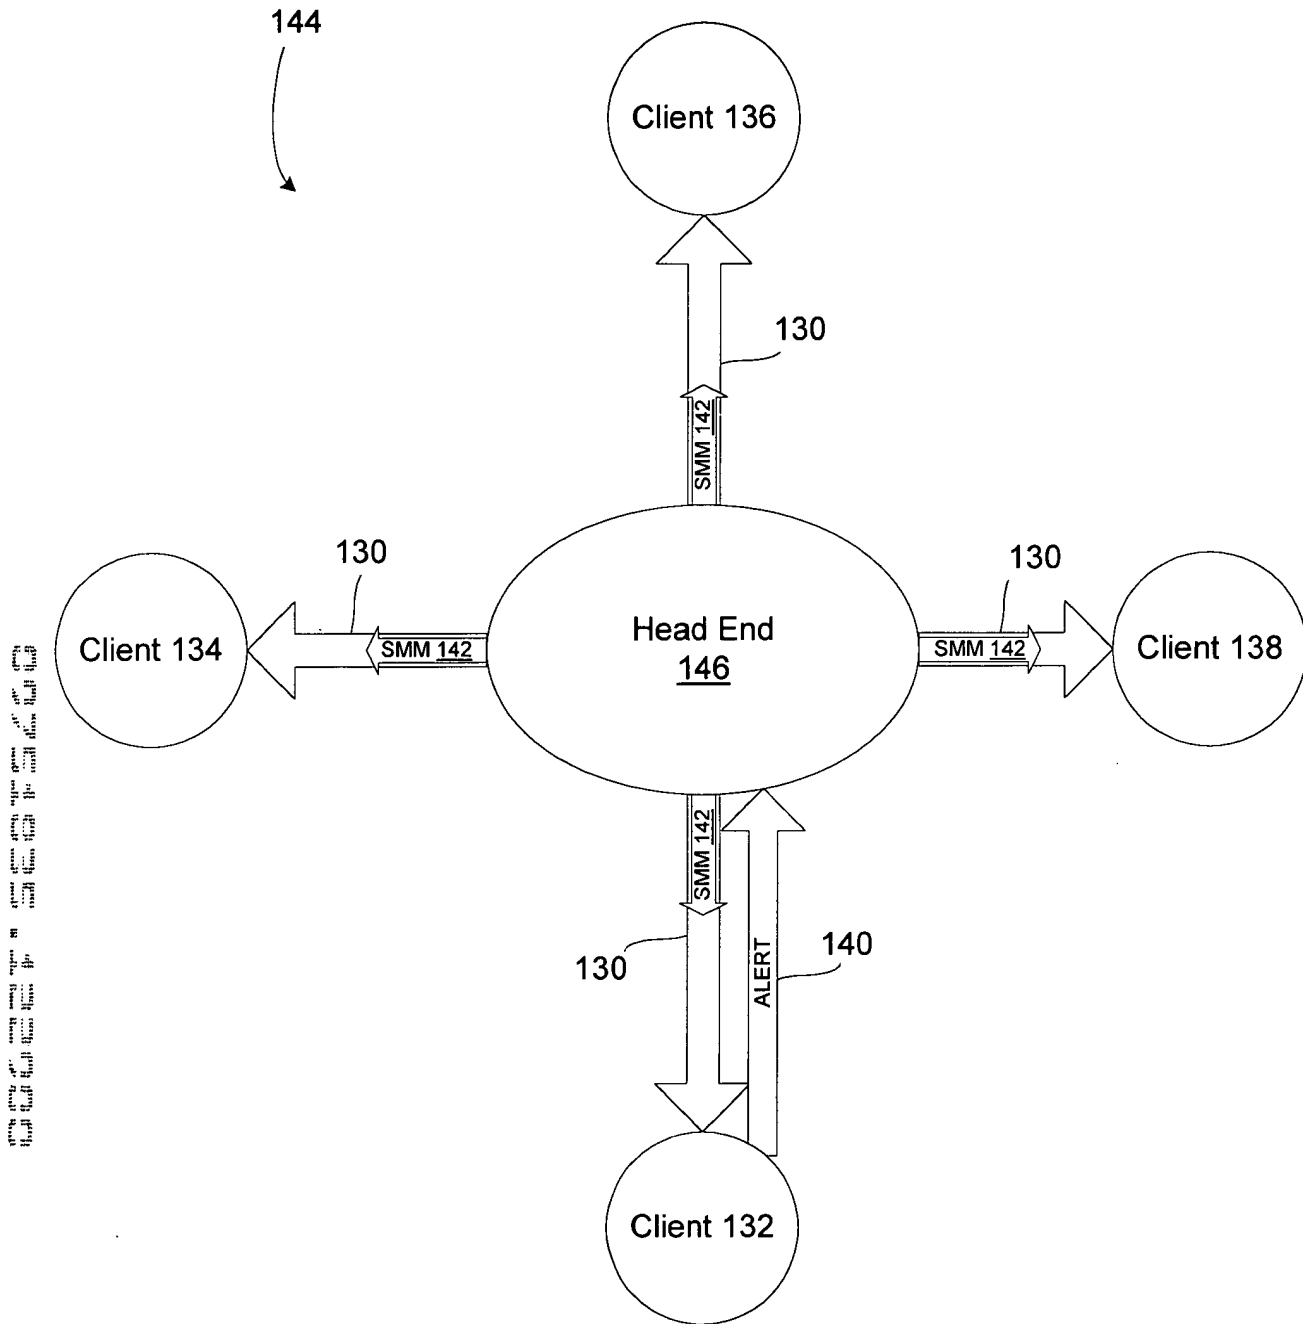 144
Client 136
130
SMM 142
130
130
Client 134
SMM 142
Head End
146
SMM 142
Client 138
SMM 142
130
ALERT
140
Client 132